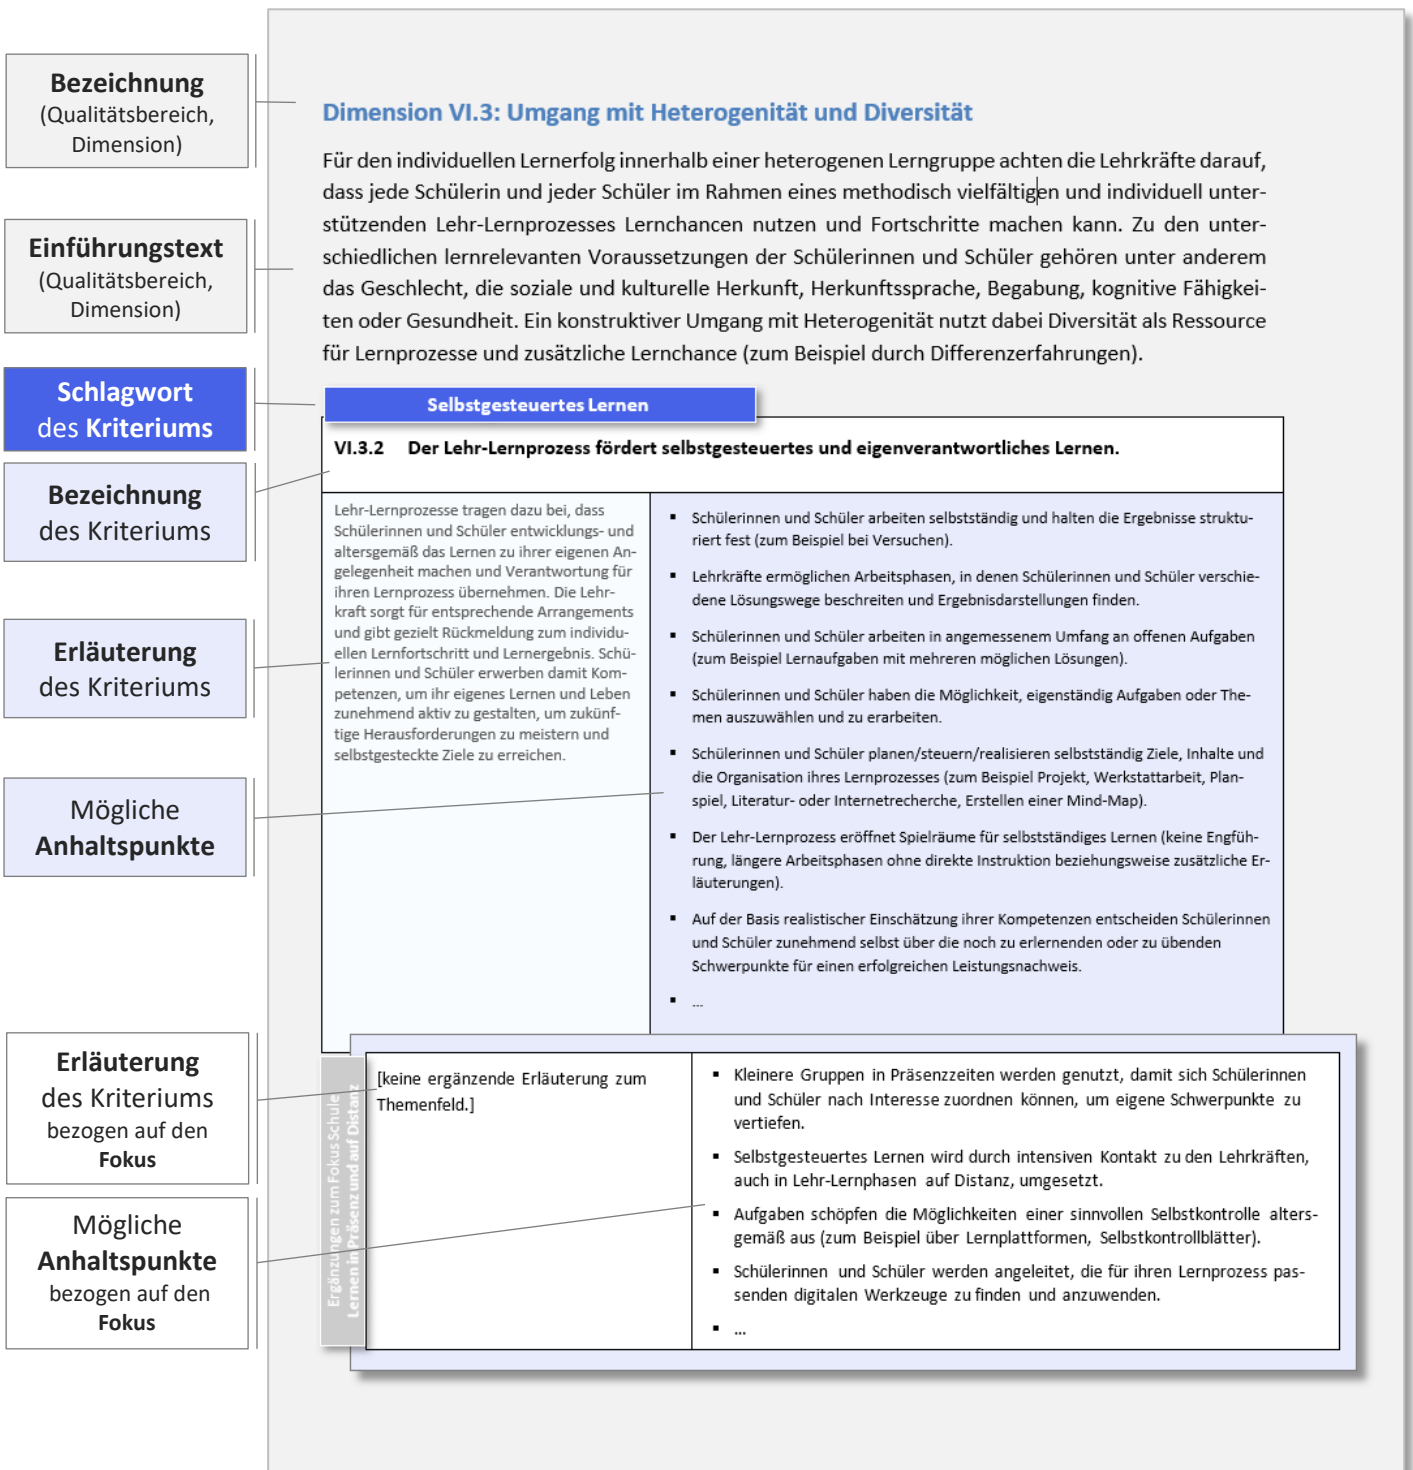 Bezeichnung
(Qualitätsbereich,
Dimension)
Einführungstext
(Qualitätsbereich,
Dimension)
Schlagwort
des Kriteriums
Bezeichnung
des Kriteriums
Erläuterung
des Kriteriums
Mögliche
Anhaltspunkte
Erläuterung
des Kriteriums
bezogen auf den
Fokus
Mögliche
Anhaltspunkte
bezogen auf den
Fokus
Dimension VI.3: Umgang mit Heterogenität und Diversität
Für den individuellen Lernerfolg innerhalb einer heterogenen Lerngruppe achten die Lehrkräfte darauf,
dass jede Schülerin und jeder Schüler im Rahmen eines methodisch vielfältigen und individuell unter-
stützenden Lehr-Lernprozesses Lernchancen nutzen und Fortschritte machen kann. Zu den unter-
schiedlichen lernrelevanten Voraussetzungen der Schülerinnen und Schüler gehören unter anderem
das Geschlecht, die soziale und kulturelle Herkunft, Herkunftssprache, Begabung, kognitive Fähigkei-
ten oder Gesundheit. Ein konstruktiver Umgang mit Heterogenität nutzt dabei Diversität als Ressource
für Lernprozesse und zusätzliche Lernchance (zum Beispiel durch Differenzerfahrungen).
Selbstgesteuertes Lernen
VI.3.2 Der Lehr-Lernprozess fördert selbstgesteuertes und eigenverantwortliches Lernen.
Lehr-Lernprozesse tragen dazu bei, dass
Schülerinnen und Schüler entwicklungs- und
altersgemäß das Lernen zu ihrer eigenen An-
gelegenheit machen und Verantwortung für
ihren Lernprozess übernehmen. Die Lehr-
kraft sorgt für entsprechende Arrangements
und gibt gezielt Rückmeldung zum individu-
ellen Lernfortschritt und Lernergebnis. Schü-
lerinnen und Schüler erwerben damit Kom-
petenzen, um ihr eigenes Lernen und Leben
zunehmend aktiv zu gestalten, um zukünf-
tige Herausforderungen zu meistern und
selbstgesteckte Ziele zu erreichen.
▪ Schülerinnen und Schüler arbeiten selbstständig und halten die Ergebnisse struktu-
riert fest (zum Beispiel bei Versuchen).
▪ Lehrkräfte ermöglichen Arbeitsphasen, in denen Schülerinnen und Schüler verschie-
dene Lösungswege beschreiten und Ergebnisdarstellungen finden.
▪ Schülerinnen und Schüler arbeiten in angemessenem Umfang an offenen Aufgaben
(zum Beispiel Lernaufgaben mit mehreren möglichen Lösungen).
▪ Schülerinnen und Schüler haben die Möglichkeit, eigenständig Aufgaben oder The-
men auszuwählen und zu erarbeiten.
▪ Schülerinnen und Schüler planen/steuern/realisieren selbstständig Ziele, Inhalte und
die Organisation ihres Lernprozesses (zum Beispiel Projekt, Werkstattarbeit, Plan-
spiel, Literatur- oder Internetrecherche, Erstellen einer Mind-Map).
▪ Der Lehr-Lernprozess eröffnet Spielräume für selbstständiges Lernen (keine Engfüh-
rung, längere Arbeitsphasen ohne direkte Instruktion beziehungsweise zusätzliche Er-
läuterungen).
▪ Auf der Basis realistischer Einschätzung ihrer Kompetenzen entscheiden Schülerinnen
und Schüler zunehmend selbst über die noch zu erlernenden oder zu übenden
Schwerpunkte für einen erfolgreichen Leistungsnachweis.
▪ ...
Ergänzungen zum Fokus Schule
Lernen in Präsenz und auf Distanz
[keine ergänzende Erläuterung zum
Themenfeld.]
▪ Kleinere Gruppen in Präsenzzeiten werden genutzt, damit sich Schülerinnen
und Schüler nach Interesse zuordnen können, um eigene Schwerpunkte zu
vertiefen.
▪ Selbstgesteuertes Lernen wird durch intensiven Kontakt zu den Lehrkräften,
auch in Lehr-Lernphasen auf Distanz, umgesetzt.
▪ Aufgaben schöpfen die Möglichkeiten einer sinnvollen Selbstkontrolle alters-
gemäß aus (zum Beispiel über Lernplattformen, Selbstkontrollblätter).
▪ Schülerinnen und Schüler werden angeleitet, die für ihren Lernprozess pas-
senden digitalen Werkzeuge zu finden und anzuwenden.
▪ ...